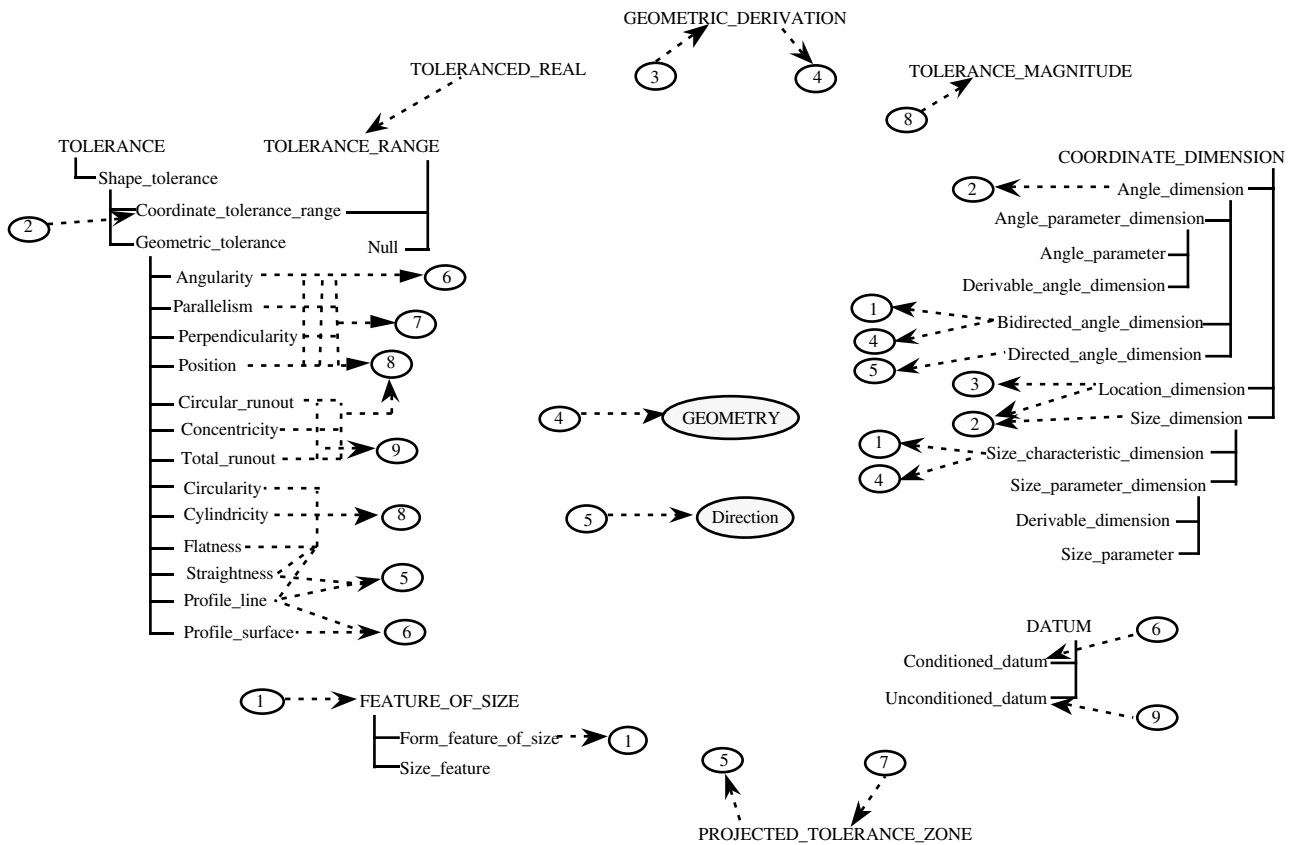 GEOMETRIC_DERIVATION
3
4
TOLERANCED_REAL
TOLERANCE_MAGNITUDE
8
TOLERANCE
TOLERANCE_RANGE
Shape_tolerance
2
Coordinate_tolerance_range
Geometric_tolerance
Null
Angularity
6
Parallelism
7
Perpendicularity
Position
8
Circular_runout
Concentricity
Total_runout
9
Circularity
Cylindricity
8
Flatness
Straightness
5
Profile_line
Profile_surface
6
4
GEOMETRY
5
Direction
COORDINATE_DIMENSION
2
Angle_dimension
Angle_parameter_dimension
Angle_parameter
Derivable_angle_dimension
1
Bidirected_angle_dimension
4
Directed_angle_dimension
5
3
Location_dimension
Size_dimension
2
1
Size_characteristic_dimension
4
Size_parameter_dimension
Derivable_dimension
Size_parameter
DATUM
6
Conditioned_datum
Unconditioned_datum
9
1
FEATURE_OF_SIZE
Form_feature_of_size
1
Size_feature
5
7
PROJECTED_TOLERANCE_ZONE